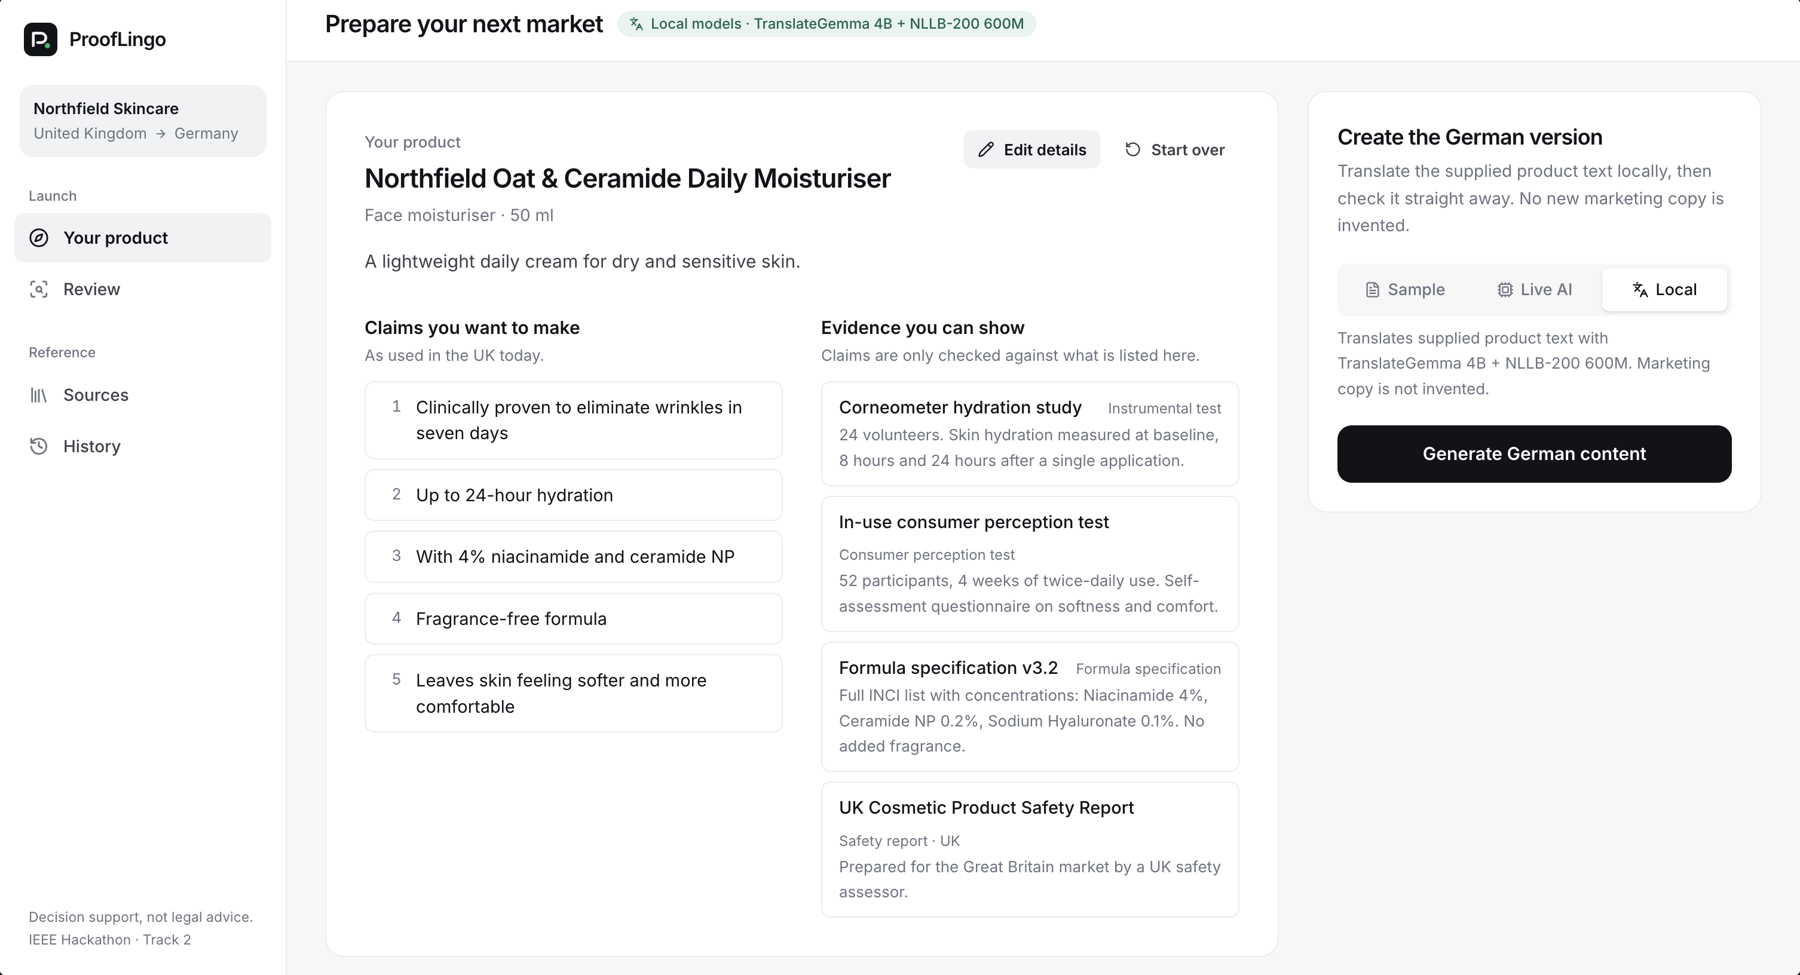 ProofLingo
Northfield Skincare
United Kingdom → Germany
Launch
Your product
Review
Reference
Sources
History
Decision support, not legal advice.
IEEE Hackathon · Track 2
Prepare your next market
Local models · TranslateGemma 4B + NLLB-200 600M
Your product
Northfield Oat & Ceramide Daily Moisturiser
Face moisturiser · 50 ml
Edit details
Start over
A lightweight daily cream for dry and sensitive skin.
Claims you want to make
As used in the UK today.
1 Clinically proven to eliminate wrinkles in
seven days
2 Up to 24-hour hydration
3 With 4% niacinamide and ceramide NP
4 Fragrance-free formula
5 Leaves skin feeling softer and more
comfortable
Evidence you can show
Claims are only checked against what is listed here.
Corneometer hydration study Instrumental test
24 volunteers. Skin hydration measured at baseline,
8 hours and 24 hours after a single application.
In-use consumer perception test
Consumer perception test
52 participants, 4 weeks of twice-daily use. Self-
assessment questionnaire on softness and comfort.
Formula specification v3.2 Formula specification
Full INCI list with concentrations: Niacinamide 4%,
Ceramide NP 0.2%, Sodium Hyaluronate 0.1%. No
added fragrance.
UK Cosmetic Product Safety Report
Safety report · UK
Prepared for the Great Britain market by a UK safety
assessor.
Create the German version
Translate the supplied product text locally, then
check it straight away. No new marketing copy is
invented.
Sample Live AI Local
Translates supplied product text with
TranslateGemma 4B + NLLB-200 600M. Marketing
copy is not invented.
Generate German content